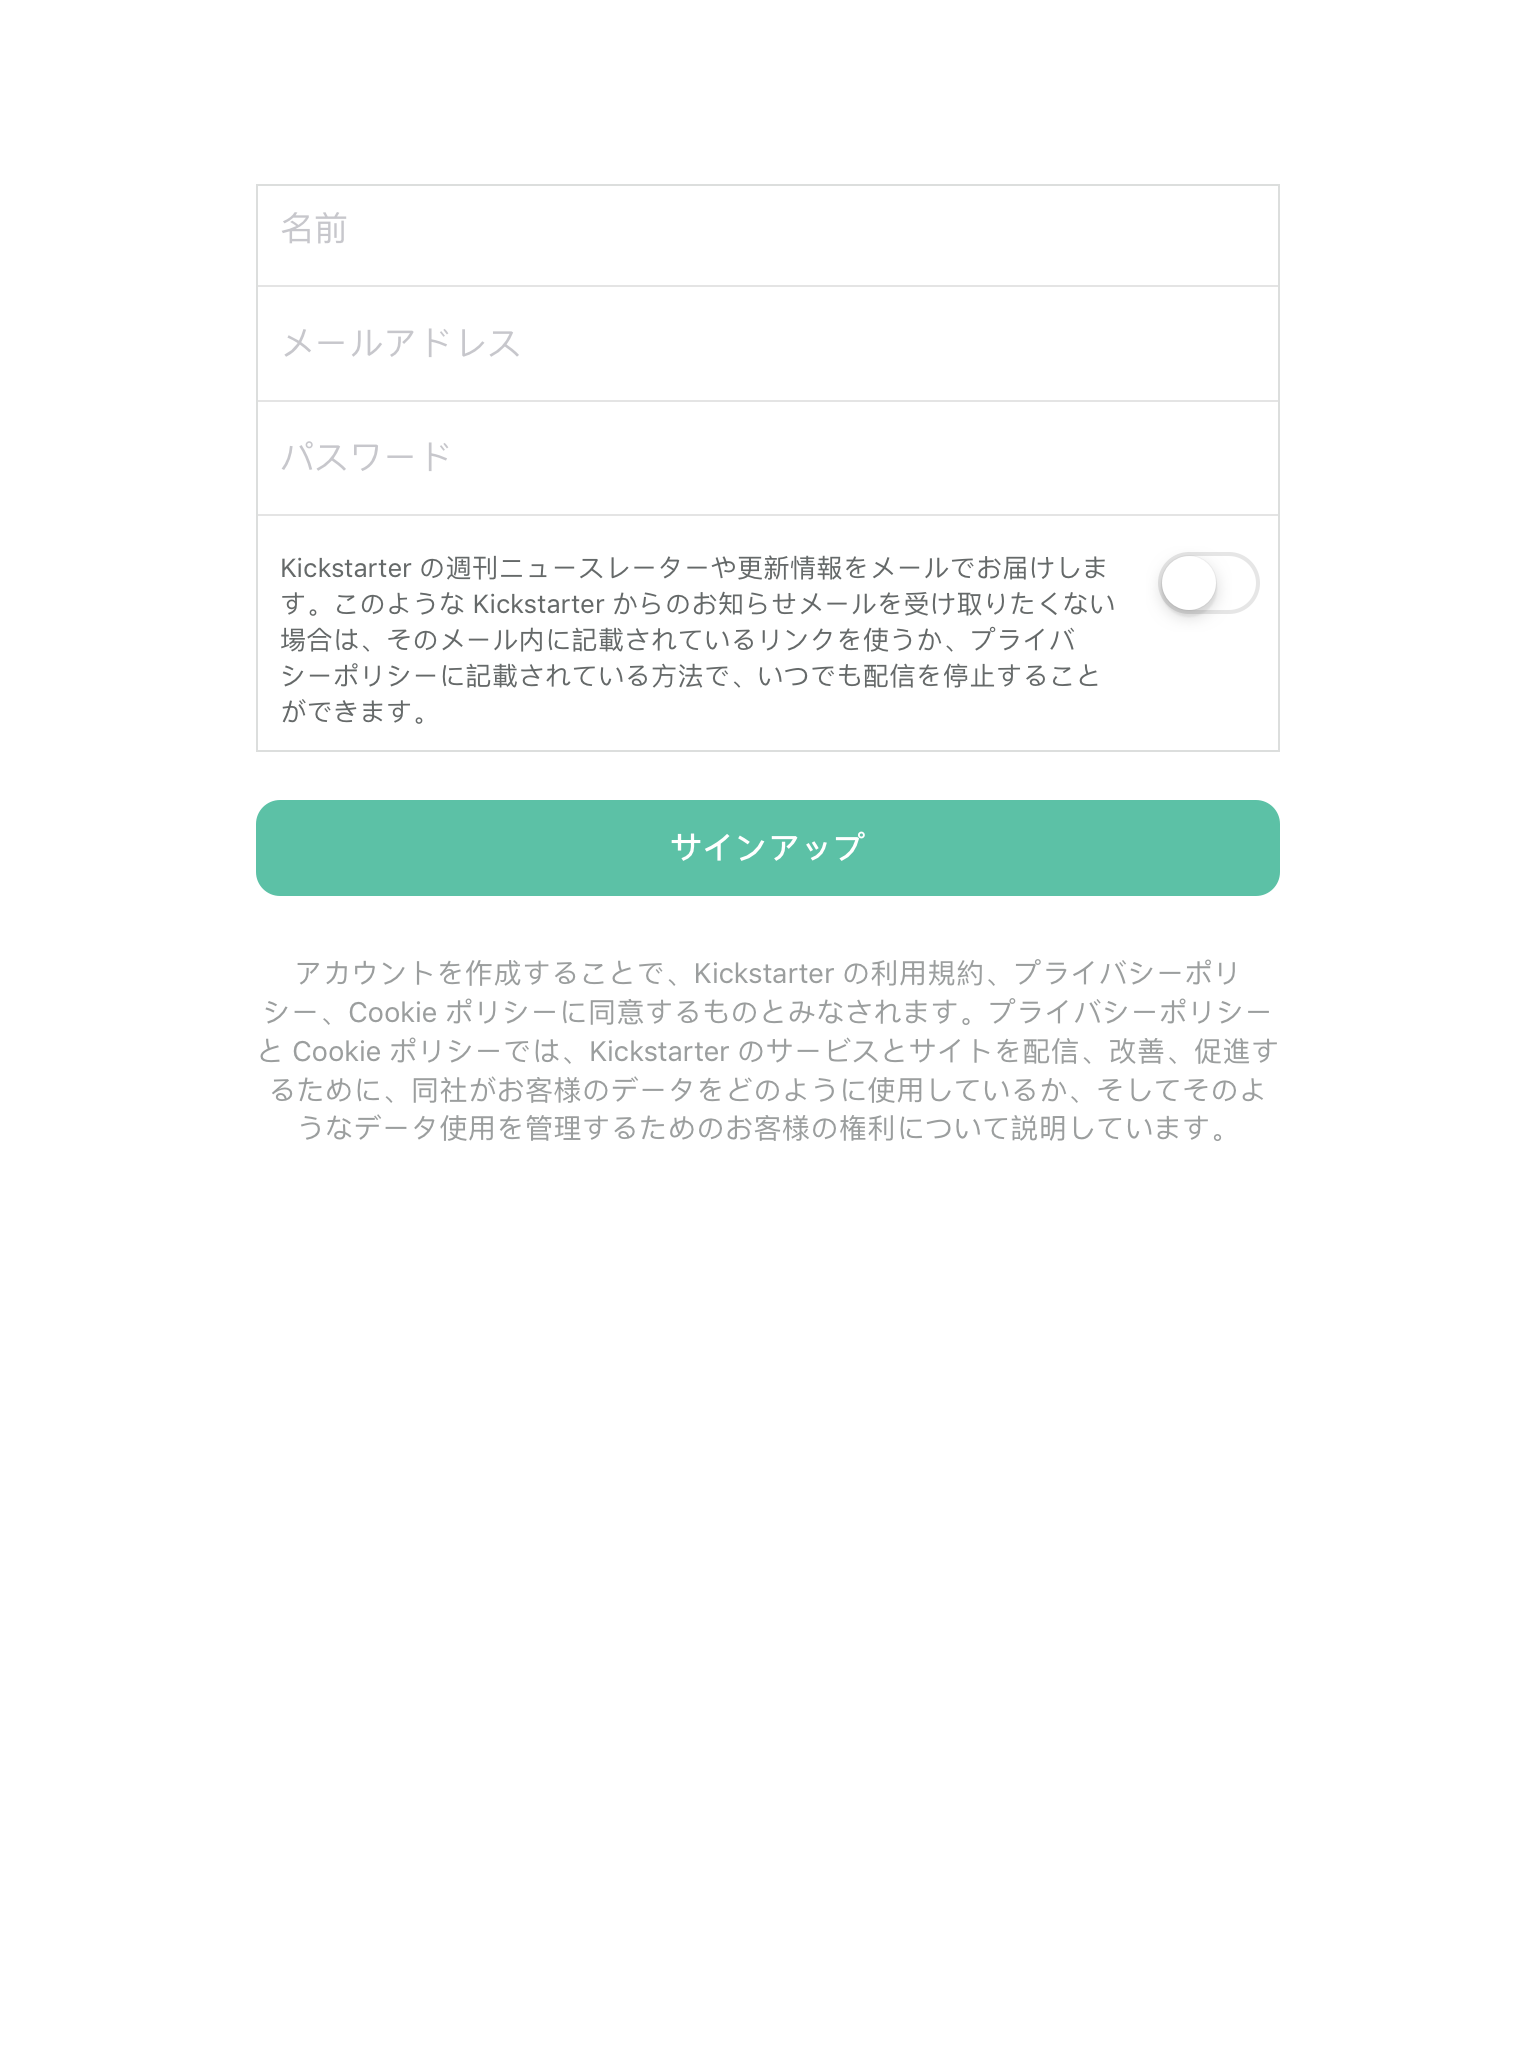 名前
メールアドレス
パスワード
Kickstarter の週刊ニュースレーターや更新情報をメールでお届けしま
す。このような Kickstarter からのお知らせメールを受け取りたくない
場合は、そのメール内に記載されているリンクを使うか、プライバ
シーポリシーに記載されている方法で、いつでも配信を停止すること
ができます。
サインアップ
アカウントを作成することで、Kickstarter の利用規約、プライバシーポリ
シー、Cookie ポリシーに同意するものとみなされます。プライバシーポリシー
と Cookie ポリシーでは、Kickstarter のサービスとサイトを配信、改善、促進す
るために、同社がお客様のデータをどのように使用しているか、そしてそのよ
うなデータ使用を管理するためのお客様の権利について説明しています。